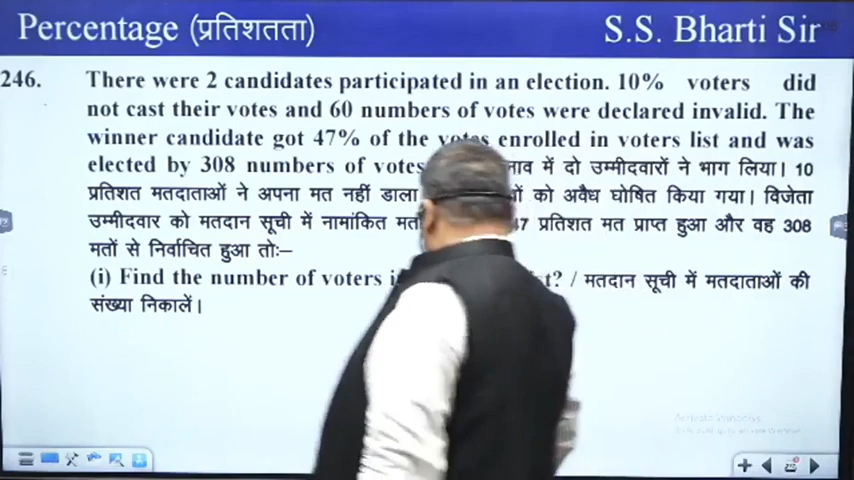 Percentage (प्रतिशतता)
S.S. Bharti Sir
246. There were 2 candidates participated in an election. 10% voters did
not cast their votes and 60 numbers of votes were declared invalid. The
winner candidate got 47% of the votes enrolled in voters list and was
elected by 308 numbers of votes में दो उम्मीदवारों ने भाग लिया। 10
प्रतिशत मतदाताओं ने अपना मत नहीं डाला को अवैध घोषित किया गया। विजेता
उम्मीदवार को मतदान सूची में नामांकित 47 प्रतिशत मत प्राप्त हुआ और वह 308
मतों से निर्वाचित हुआ तोः–
(i) Find the number of voters / मतदान सूची में मतदाताओं की
संख्या निकालें।
Activate Windows